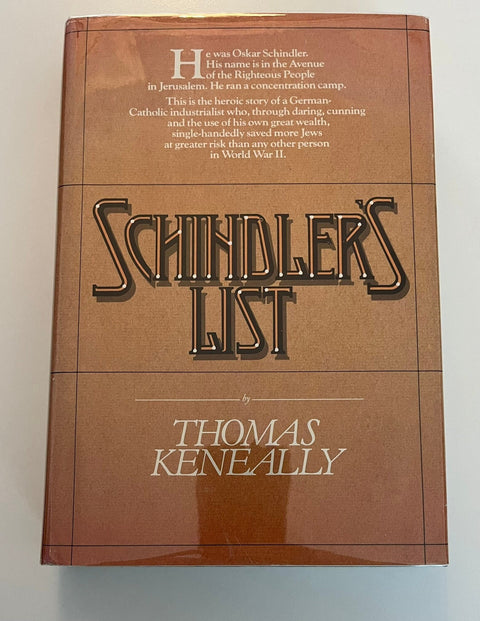 He was Oskar Schindler.
His name is in the Avenue
of the Righteous People
in Jerusalem. He ran a concentration camp.
This is the heroic story of a German-
Catholic industrialist who, through daring, cunning
and the use of his own great wealth,
single-handedly saved more Jews
at greater risk than any other person
in World War II.
SCHINDLER'S
LIST
by
THOMAS
KENEALLY